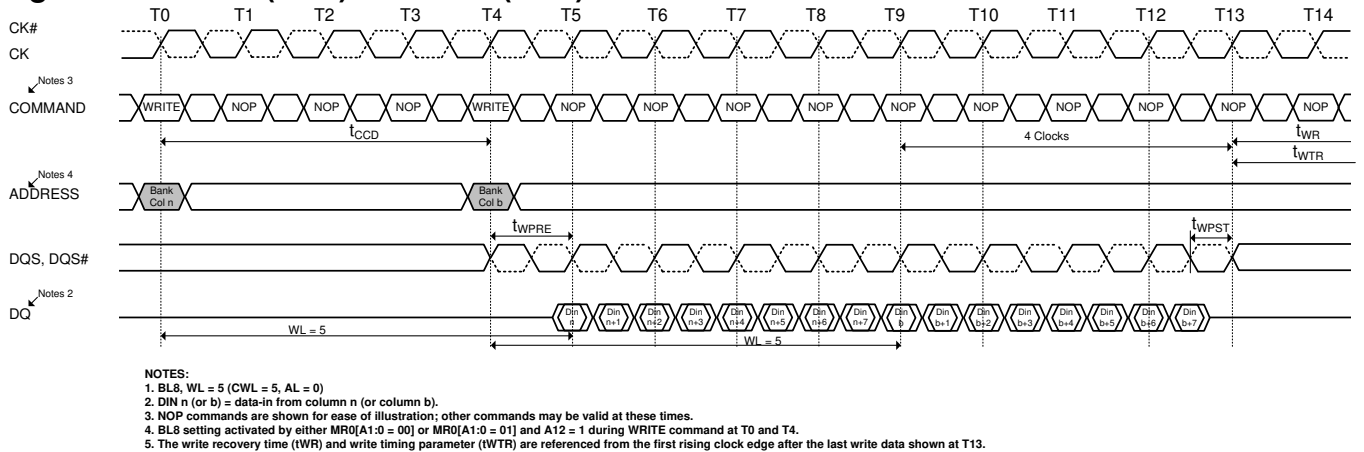 T0 T1 T2 T3 T4 T5 T6 T7 T8 T9 T10 T11 T12 T13 T14
CK#
CK
Notes 3
COMMAND
WRITE NOP NOP NOP WRITE NOP NOP NOP NOP NOP NOP NOP NOP NOP NOP
tCCD
4 Clocks
tWR
tWTR
Notes 4
ADDRESS
Bank Bank
Col n Col b
tWPRE
tWPST
DQS, DQS#
Notes 2
DQ
Din Din Din Din Din Din Din Din Din Din Din Din Din Din Din Din
n n+1 n+2 n+3 n+4 n+5 n+6 n+7 b b+1 b+2 b+3 b+4 b+5 b+6 b+7
WL = 5
WL = 5
NOTES:
1. BL8, WL = 5 (CWL = 5, AL = 0)
2. DIN n (or b) = data-in from column n (or column b).
3. NOP commands are shown for ease of illustration; other commands may be valid at these times.
4. BL8 setting activated by either MR0[A1:0 = 00] or MR0[A1:0 = 01] and A12 = 1 during WRITE command at T0 and T4.
5. The write recovery time (tWR) and write timing parameter (tWTR) are referenced from the first rising clock edge after the last write data shown at T13.